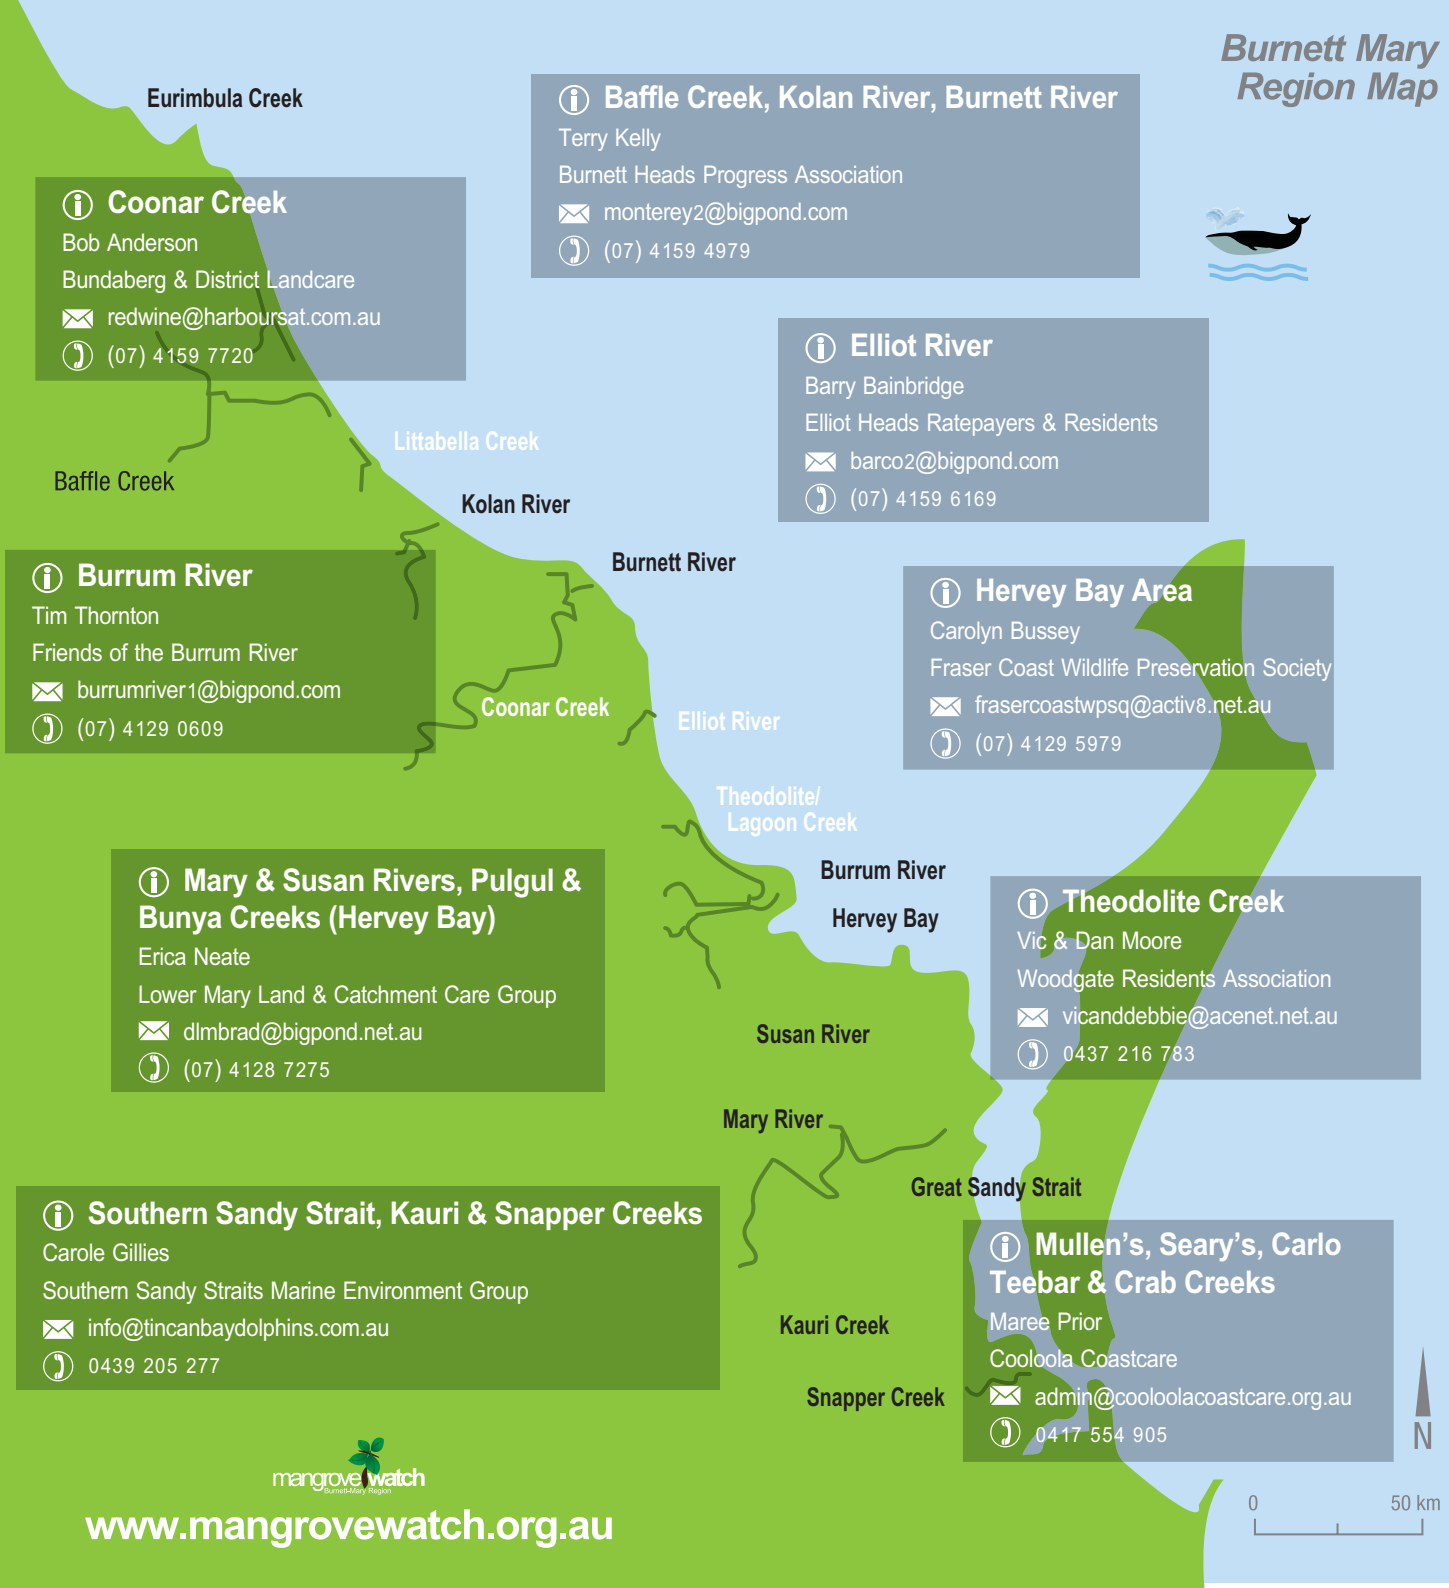 Burnett Mary
Region Map
Eurimbula Creek
Baffle Creek, Kolan River, Burnett River
Terry Kelly
Burnett Heads Progress Association
monterey2@bigpond.com
(07) 4159 4979
Coonar Creek
Bob Anderson
Bundaberg & District Landcare
redwine@harboursat.com.au
(07) 4159 7720
Elliot River
Barry Bainbridge
Elliot Heads Ratepayers & Residents
barco2@bigpond.com
(07) 4159 6169
Littabella Creek
Baffle Creek
Kolan River
Burnett River
Burrum River
Tim Thornton
Friends of the Burrum River
burrumriver1@bigpond.com
(07) 4129 0609
Hervey Bay Area
Carolyn Bussey
Fraser Coast Wildlife Preservation Society
frasercoastwpsq@activ8.net.au
(07) 4129 5979
Coonar Creek
Elliot River
Theodolite/
Lagoon Creek
Burrum River
Hervey Bay
Mary & Susan Rivers, Pulgul &
Bunya Creeks (Hervey Bay)
Erica Neate
Lower Mary Land & Catchment Care Group
dlmbrad@bigpond.net.au
(07) 4128 7275
Theodolite Creek
Vic & Dan Moore
Woodgate Residents Association
vicanddebbie@acenet.net.au
0437 216 783
Susan River
Mary River
Great Sandy Strait
Southern Sandy Strait, Kauri & Snapper Creeks
Carole Gillies
Southern Sandy Straits Marine Environment Group
info@tincanbaydolphins.com.au
0439 205 277
Mullen's, Seary's, Carlo
Teebar & Crab Creeks
Maree Prior
Cooloola Coastcare
admin@cooloolacoastcare.org.au
0417 554 905
Kauri Creek
Snapper Creek
N
mangrovewatch
Burnett-Mary Region
www.mangrovewatch.org.au
0 50 km